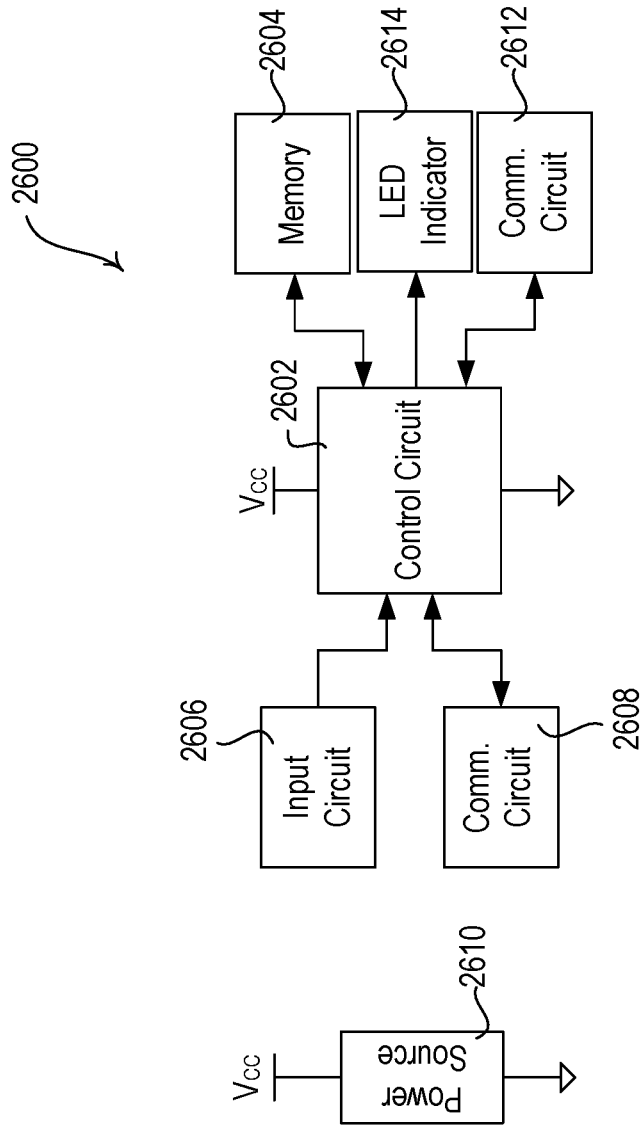 2600
Vcc
2602
2606
Input
Circuit
Control Circuit
Memory
2604
LED
Indicator
2614
Comm.
Circuit
2612
Comm.
Circuit
2608
Vcc
Power
Source
2610